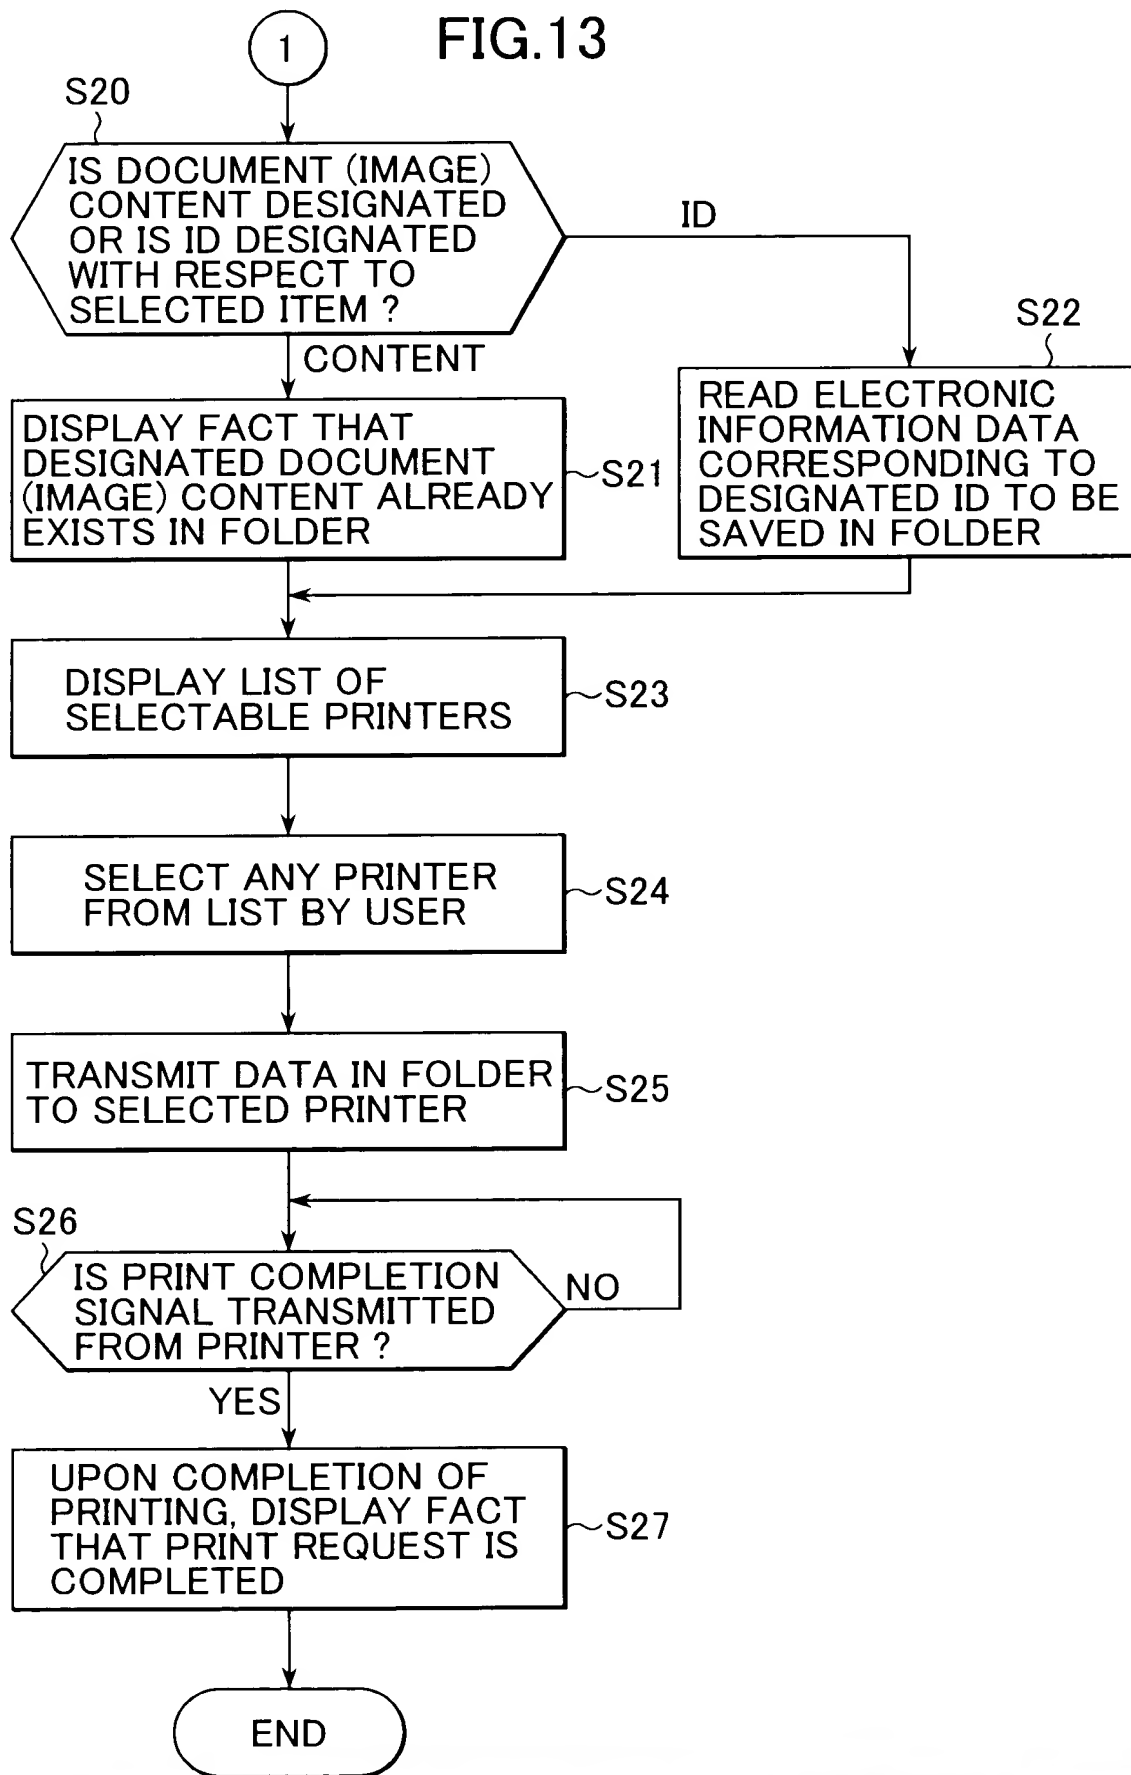 FIG.13
1
S20
IS DOCUMENT (IMAGE)
CONTENT DESIGNATED
OR IS ID DESIGNATED
WITH RESPECT TO
SELECTED ITEM ?
ID
CONTENT
S22
READ ELECTRONIC
INFORMATION DATA
CORRESPONDING TO
DESIGNATED ID TO BE
SAVED IN FOLDER
DISPLAY FACT THAT
DESIGNATED DOCUMENT
(IMAGE) CONTENT ALREADY
EXISTS IN FOLDER
S21
DISPLAY LIST OF
SELECTABLE PRINTERS
S23
SELECT ANY PRINTER
FROM LIST BY USER
S24
TRANSMIT DATA IN FOLDER
TO SELECTED PRINTER
S25
S26
IS PRINT COMPLETION
SIGNAL TRANSMITTED
FROM PRINTER ?
NO
YES
UPON COMPLETION OF
PRINTING, DISPLAY FACT
THAT PRINT REQUEST IS
COMPLETED
S27
END